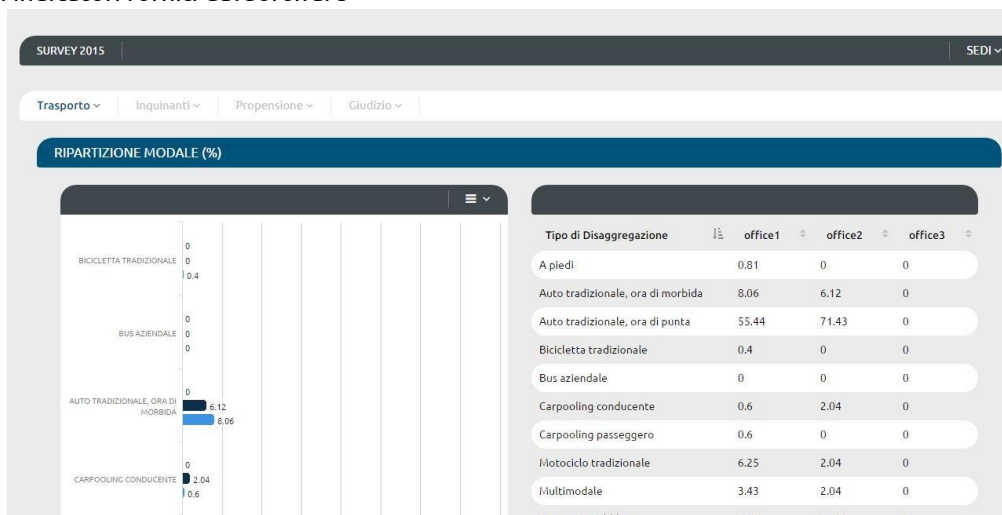 SURVEY 2015
SEDI
Trasporto
Inquinanti
Propensione
Giudizio
RIPARTIZIONE MODALE (%)
BICICLETTA TRADIZIONALE
0
0
0.4
BUS AZIENDALE
0
0
0
AUTO TRADIZIONALE, ORA DI
MORBIDA
0
6.12
8.06
CARPOOLING CONDUCENTE
0
2.04
0.6
Tipo di Disaggregazione office1 office2 office3
A piedi 0.81 0 0
Auto tradizionale, ora di morbida 8.06 6.12 0
Auto tradizionale, ora di punta 55.44 71.43 0
Bicicletta tradizionale 0.4 0 0
Bus aziendale 0 0 0
Carpooling conducente 0.6 2.04 0
Carpooling passeggero 0.6 0 0
Motociclo tradizionale 6.25 2.04 0
Multimodale 3.43 2.04 0